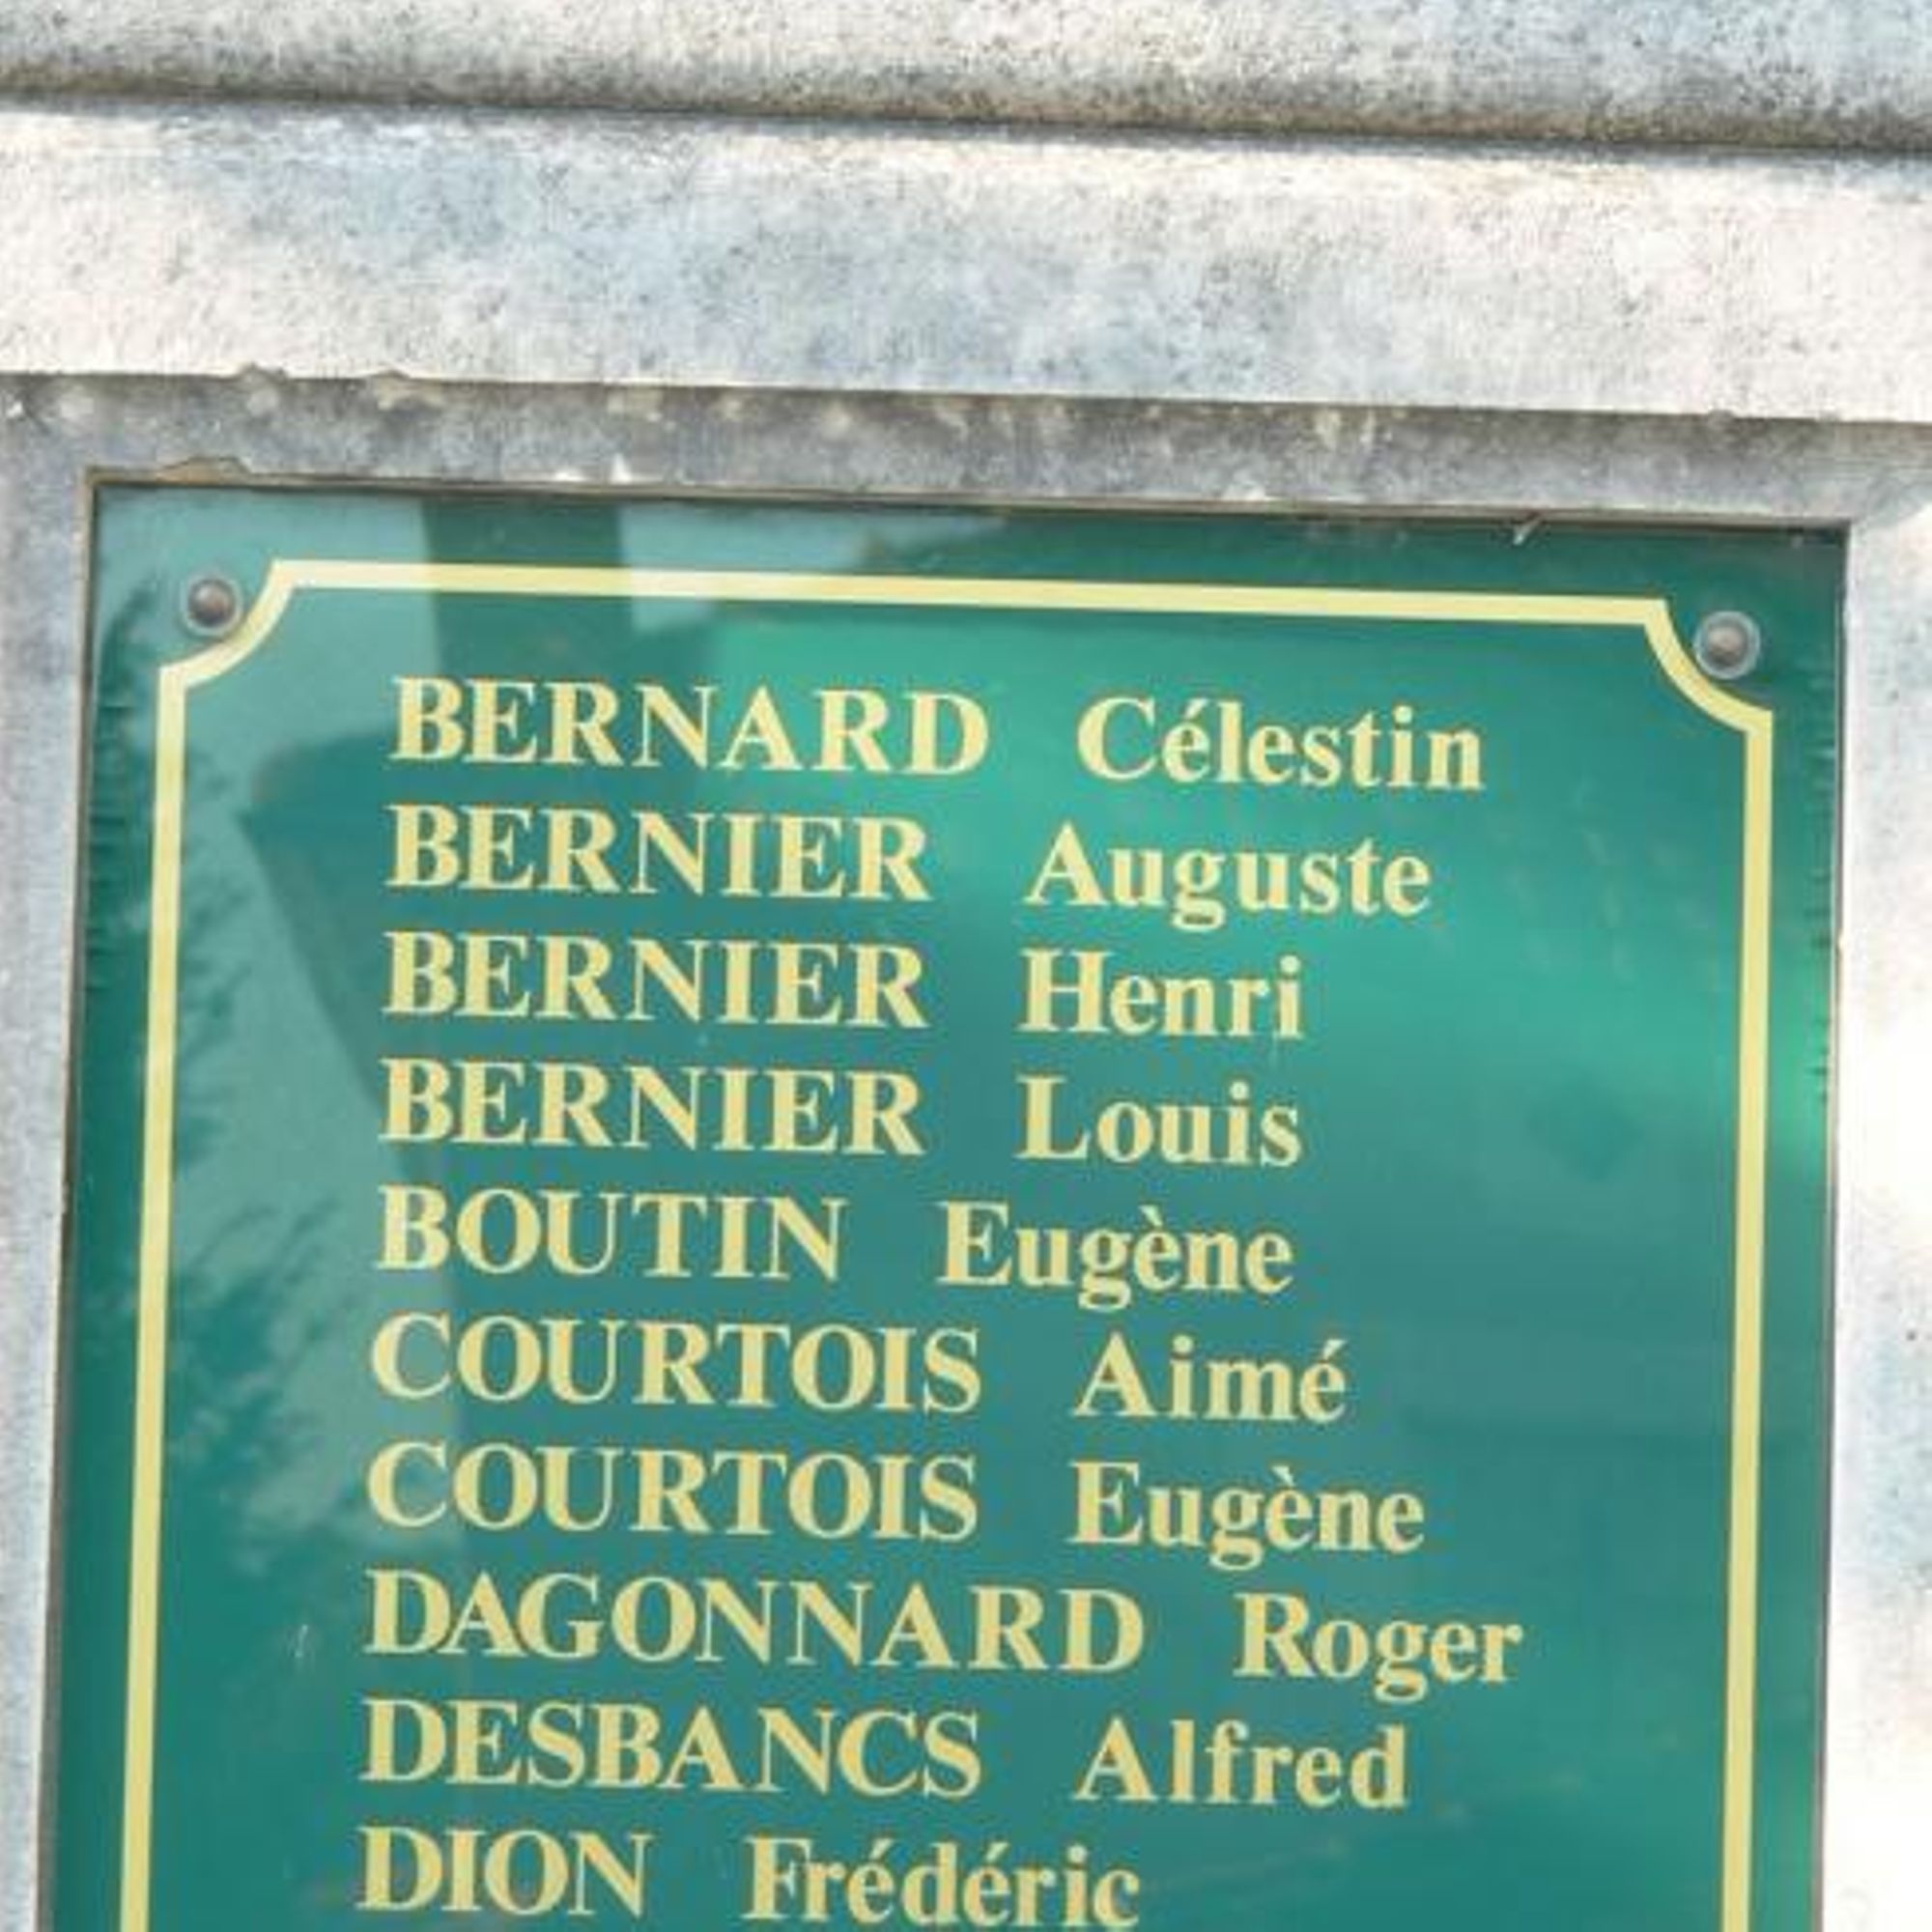 BERNARD Célestin
BERNIER Auguste
BERNIER Henri
BERNIER Louis
BOUTIN Eugène
COURTOIS Aimé
COURTOIS Eugène
DAGONNARD Roger
DESBANCS Alfred
DION Frédéric